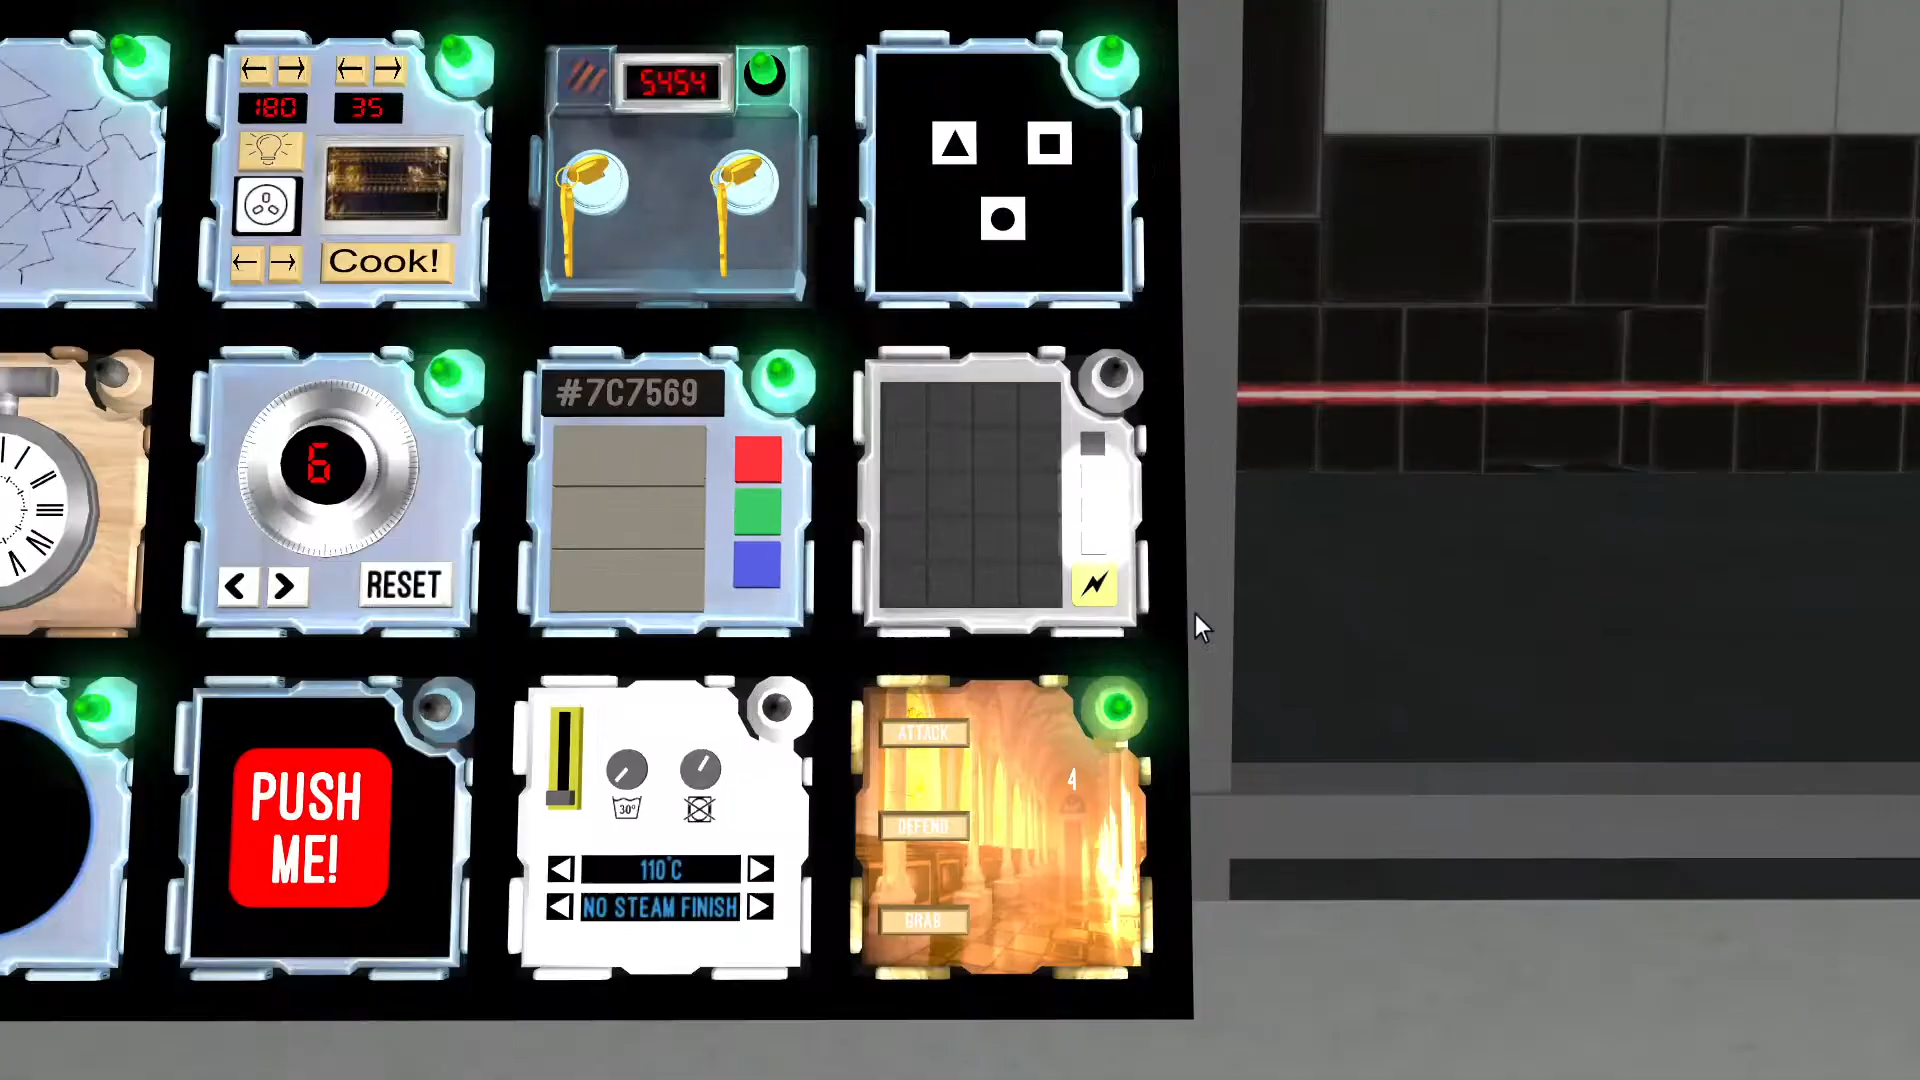 180 35
5454
Cook!
#7C7569
6
RESET
PUSH
ME!
30°
110°C
NO STEAM FINISH
ATTACK
4
DEFEND
GRAB